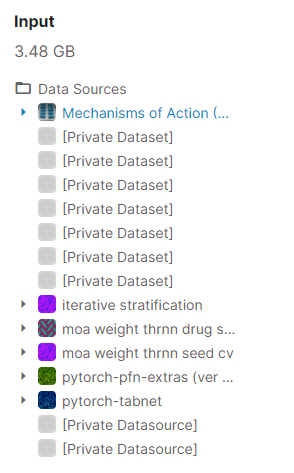 Input
3.48 GB
Data Sources
Mechanisms of Action (...
[Private Dataset]
[Private Dataset]
[Private Dataset]
[Private Dataset]
[Private Dataset]
[Private Dataset]
[Private Dataset]
iterative stratification
moa weight thrnn drug s...
moa weight thrnn seed cv
pytorch-pfn-extras (ver ...
pytorch-tabnet
[Private Datasource]
[Private Datasource]